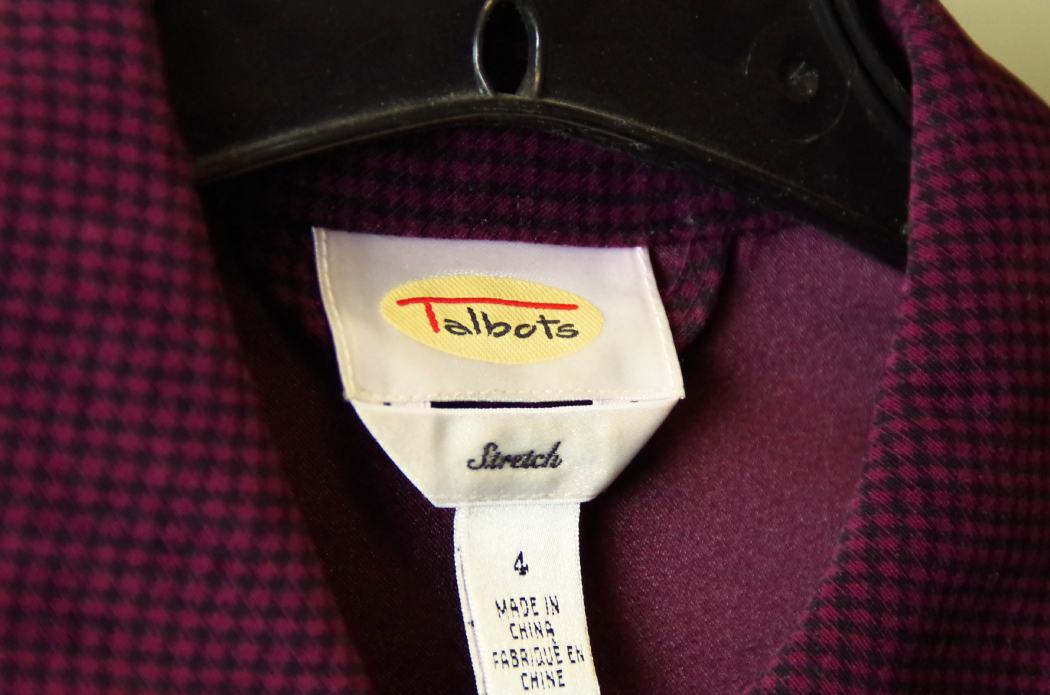 Talbots
Stretch
4
MADE IN
CHINA
FABRIQUÉ EN
CHINE